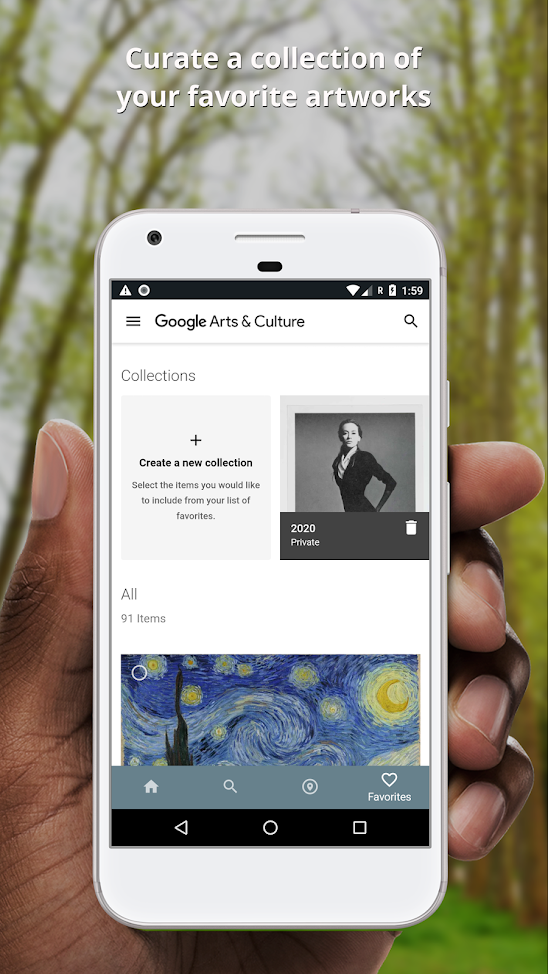 Curate a collection of
your favorite artworks
R 1:59
Google Arts & Culture
Collections
Create a new collection
Select the items you would like
to include from your list of
favorites.
2020
Private
All
91 Items
Favorites